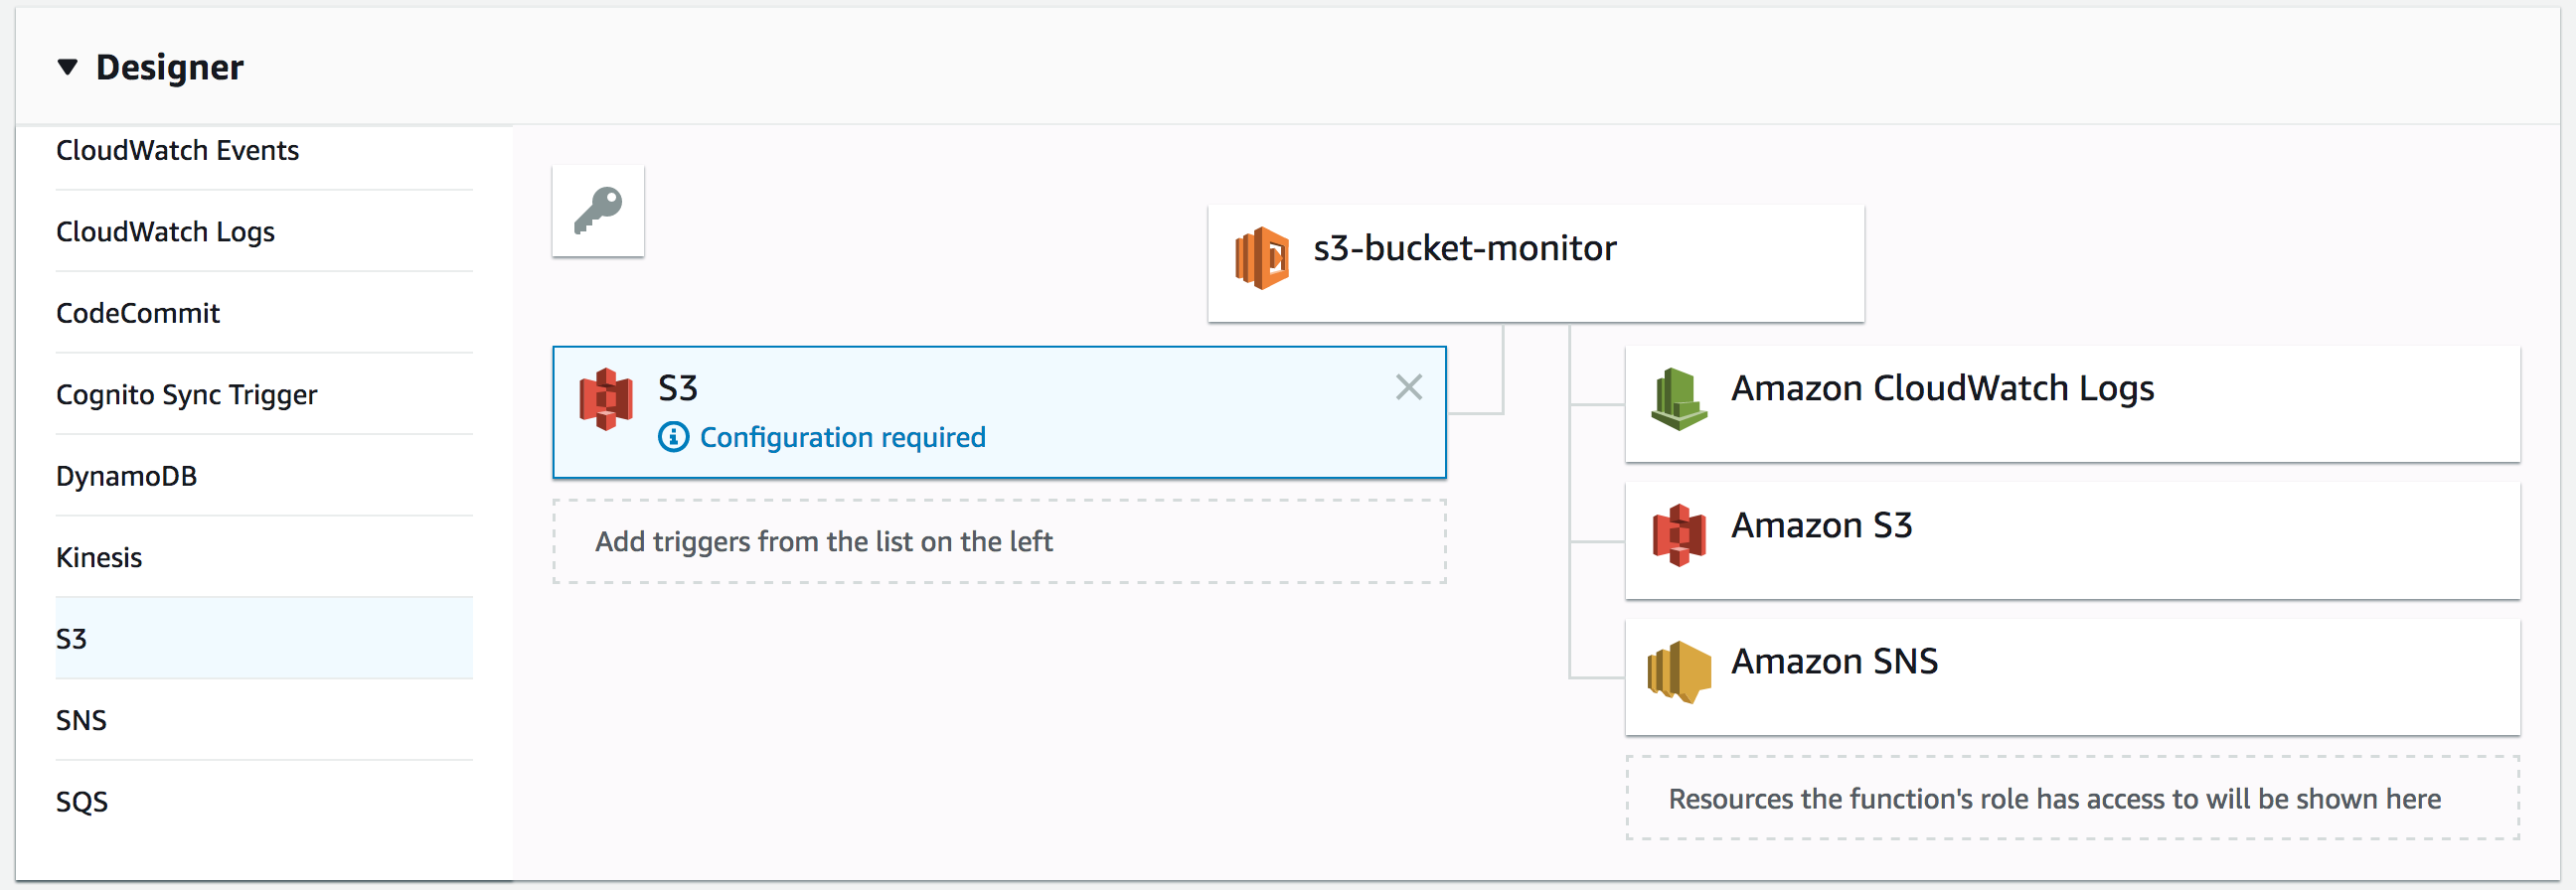 Designer
CloudWatch Events
CloudWatch Logs
CodeCommit
Cognito Sync Trigger
DynamoDB
Kinesis
S3
SNS
SQS
s3-bucket-monitor
S3
Configuration required
Add triggers from the list on the left
Amazon CloudWatch Logs
Amazon S3
Amazon SNS
Resources the function's role has access to will be shown here